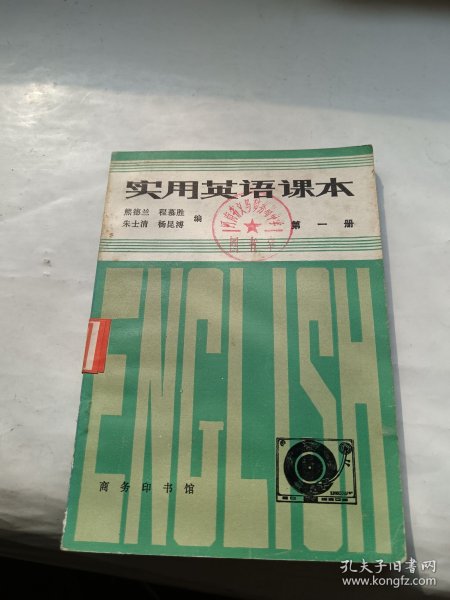 实用英语课本
熊德兰 程慕胜
朱士清 杨昆溥 编
第一册
1
ENGLISH
商务印书馆
孔夫子旧书网
www.kongfz.com